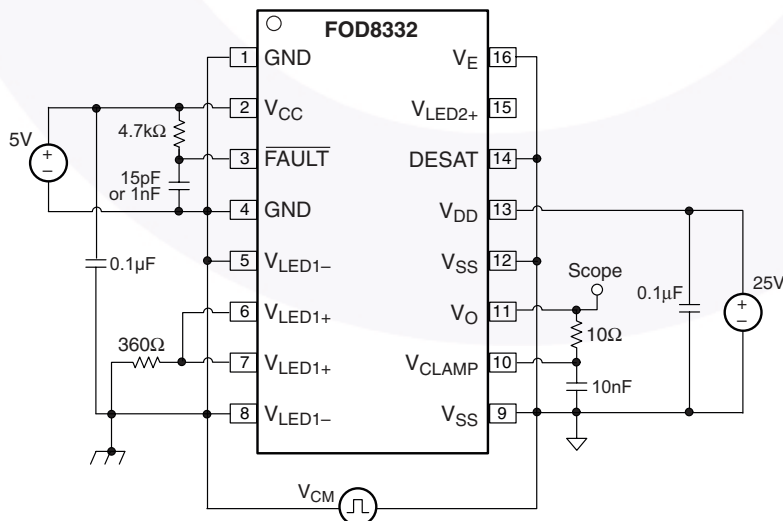 FOD8332
1 GND
2 VCC
3 FAULT
4 GND
5 VLED1–
6 VLED1+
7 VLED1+
8 VLED1–
VE 16
VLED2+ 15
DESAT 14
VDD 13
VSS 12
VO 11
VCLAMP 10
VSS 9
5V
+
–
4.7kΩ
15pF
or 1nF
0.1µF
360Ω
Scope
10Ω
10nF
0.1µF
25V
+
–
VCM